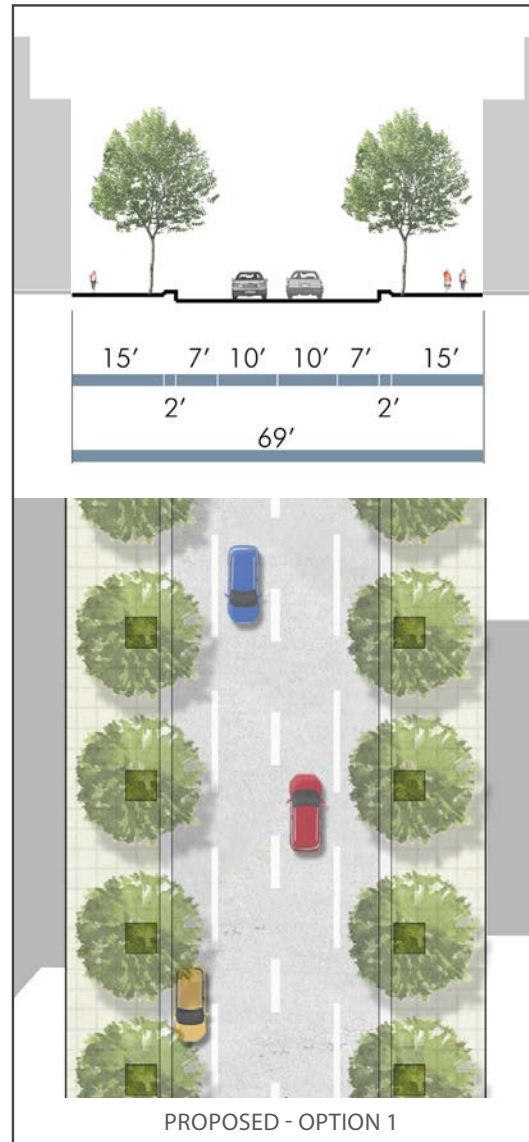 15’ 7’ 10’ 10’ 7’ 15’
2’ 2’
69’
PROPOSED - OPTION 1